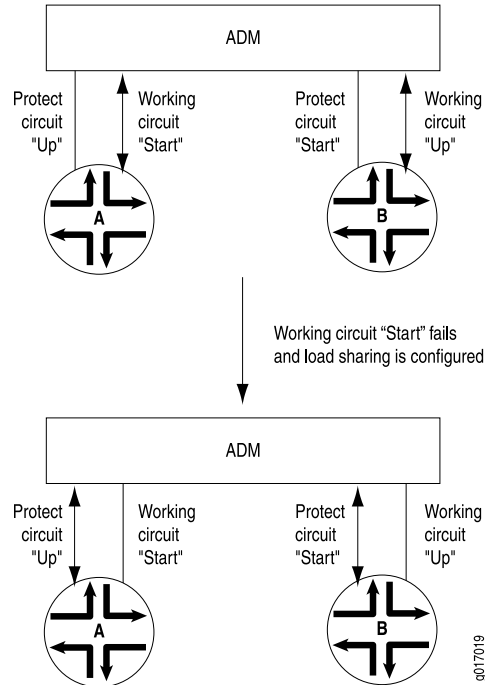 ADM
Protect
circuit
"Up"
Working
circuit
"Start"
Protect
circuit
"Start"
Working
circuit
"Up"
A
B
Working circuit “Start” fails
and load sharing is configured
ADM
Protect
circuit
"Up"
Working
circuit
"Start"
Protect
circuit
"Start"
Working
circuit
"Up"
A
B
g017019